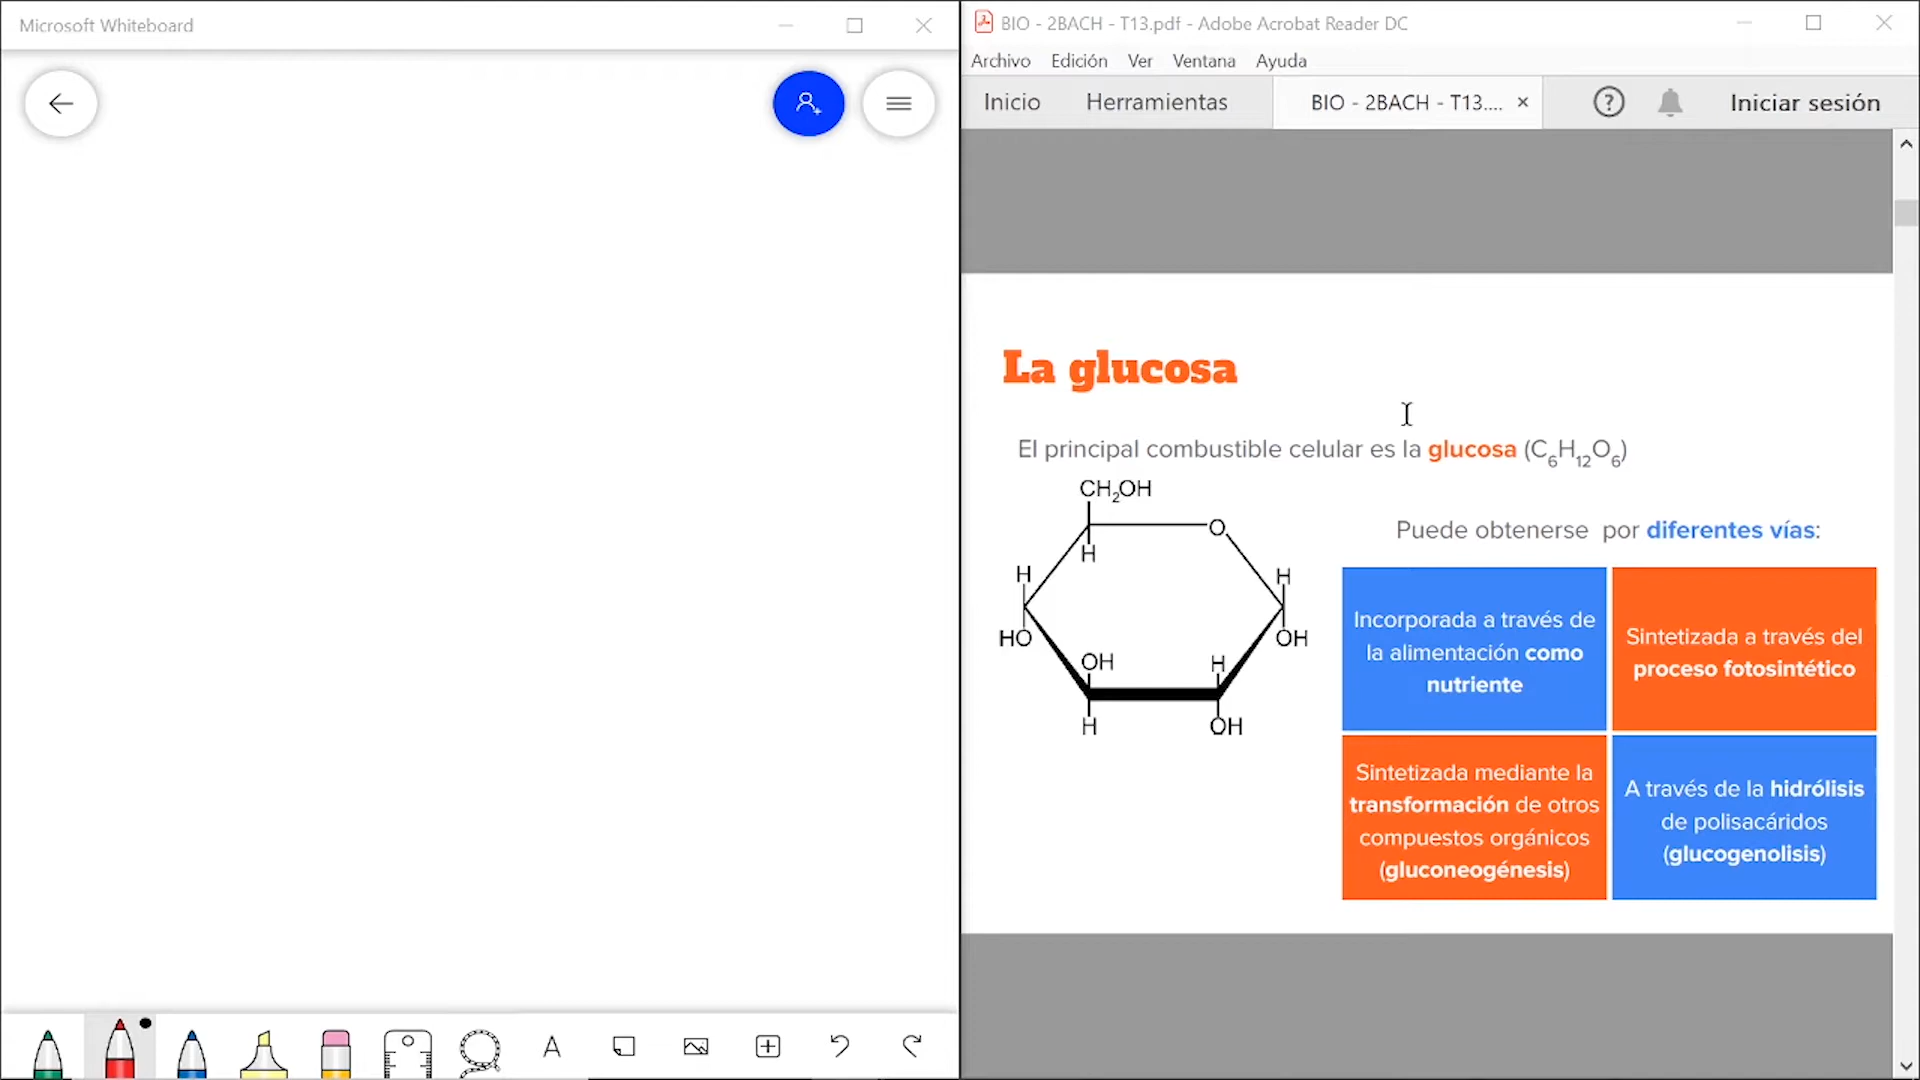 Microsoft Whiteboard
BIO - 2BACH - T13.pdf - Adobe Acrobat Reader DC
Archivo Edición Ver Ventana Ayuda
Inicio Herramientas BIO - 2BACH - T13.... × ? Iniciar sesión
La glucosa
El principal combustible celular es la glucosa (C6H12O6)
CH2OH
O
H
H
H
HO
OH
OH
H
H
OH
Puede obtenerse por diferentes vías:
Incorporada a través de
la alimentación como
nutriente
Sintetizada a través del
proceso fotosintético
Sintetizada mediante la
transformación de otros
compuestos orgánicos
(gluconeogénesis)
A través de la hidrólisis
de polisacáridos
(glucogenolisis)
A